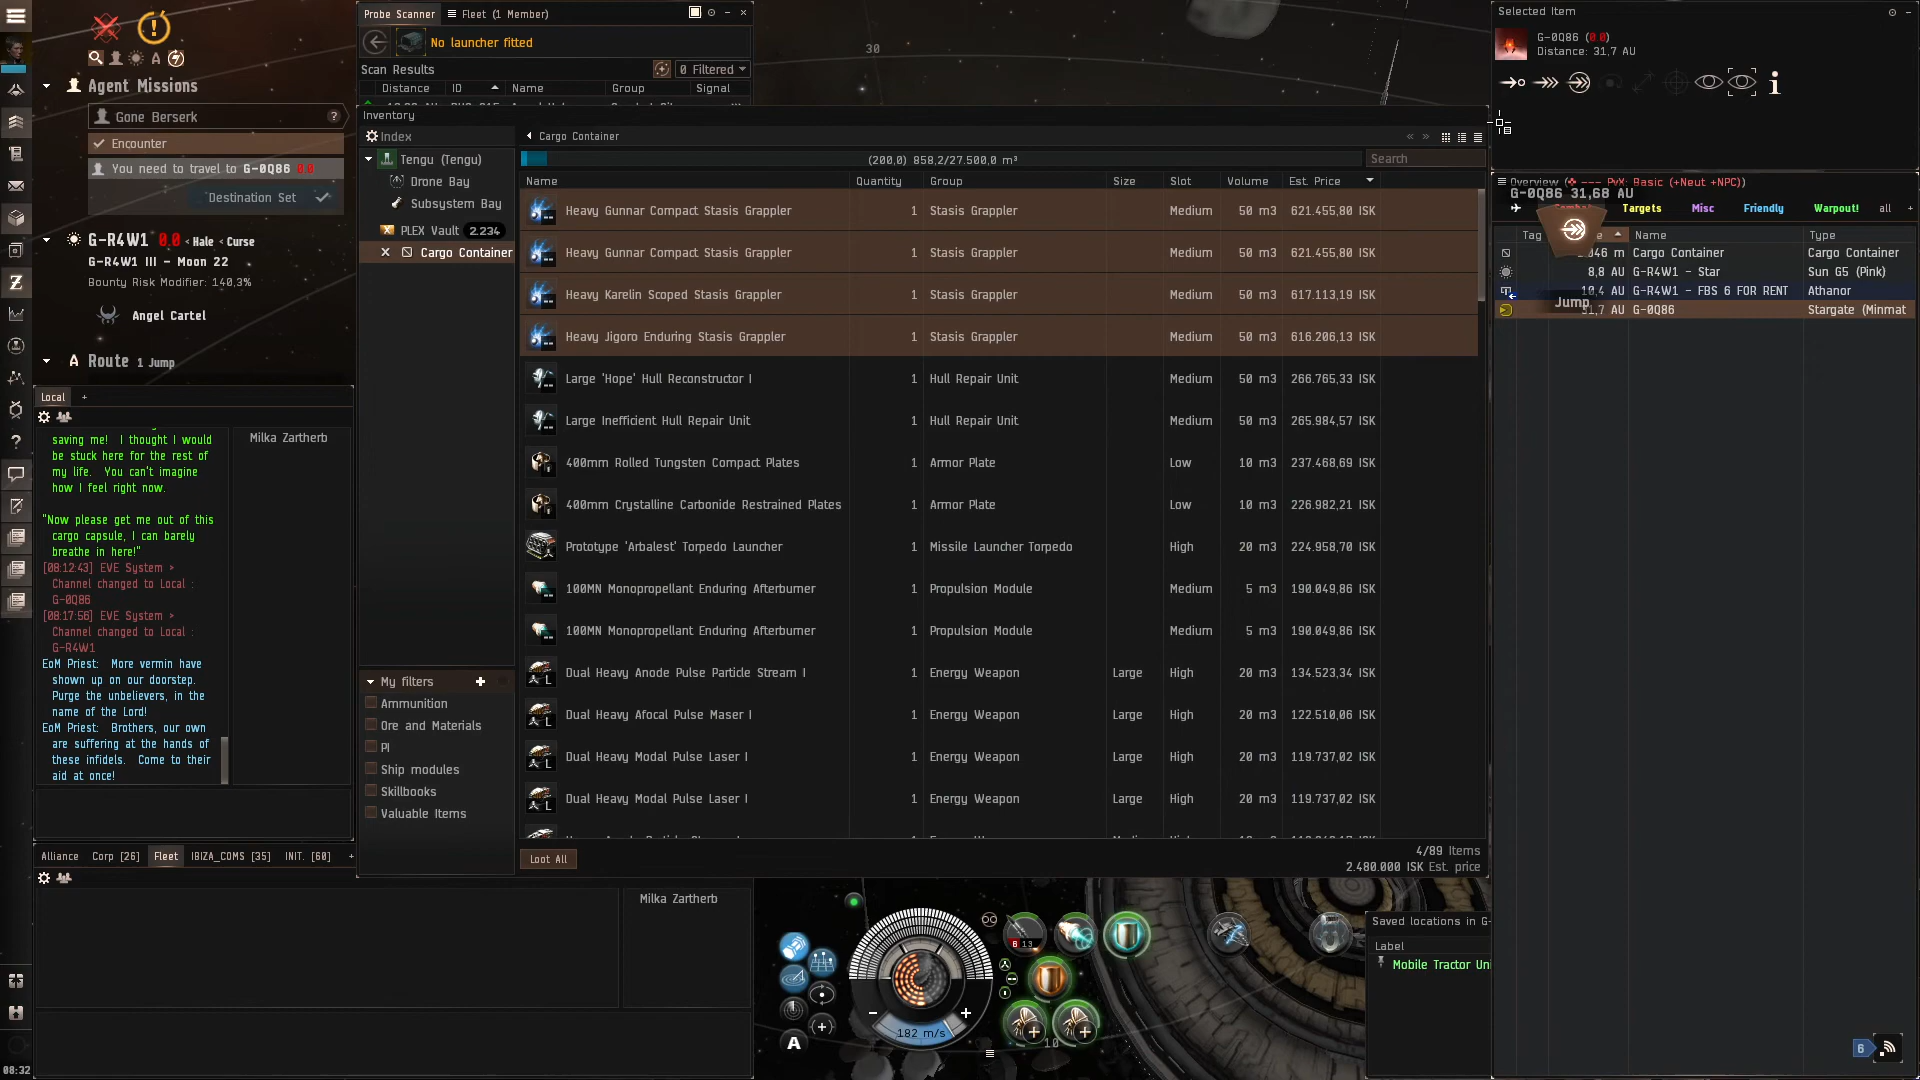 Agent Missions
Gone Berserk
?
Encounter
You need to travel to G-0Q86 0.0
Destination Set
G-R4W1 0.0 < Hale < Curse
G-R4W1 III - Moon 22
Bounty Risk Modifier: 140,3%
Angel Cartel
A Route 1 Jump
Local
+
Milka Zartherb
saving me! I thought I would
be stuck here for the rest of
my life. You can't imagine
how I feel right now.
"Now please get me out of this
cargo capsule, I can barely
breathe in here!"
[08:12:43] EVE System >
Channel changed to Local :
G-0Q86
[08:17:56] EVE System >
Channel changed to Local :
G-R4W1
EoM Priest: More vermin have
shown up on our doorstep.
Purge the unbelievers, in the
name of the Lord!
EoM Priest: Brothers, our own
are suffering at the hands of
these infidels. Come to their
aid at once!
Alliance Corp [26] Fleet IBIZA_COMS [35] INIT. [60] +
Milka Zartherb
08:32
Probe Scanner Fleet (1 Member)
No launcher fitted
Scan Results 0 Filtered
Distance ID Name Group Signal
30
Inventory
Index
Tengu (Tengu)
Drone Bay
Subsystem Bay
PLEX Vault 2.234
Cargo Container
My filters +
Ammunition
Ore and Materials
PI
Ship modules
Skillbooks
Valuable Items
Cargo Container
(200,0) 858,2/27.500,0 m³
Search
Name Quantity Group Size Slot Volume Est. Price
Heavy Gunnar Compact Stasis Grappler 1 Stasis Grappler Medium 50 m3 621.455,80 ISK
Heavy Gunnar Compact Stasis Grappler 1 Stasis Grappler Medium 50 m3 621.455,80 ISK
Heavy Karelin Scoped Stasis Grappler 1 Stasis Grappler Medium 50 m3 617.113,19 ISK
Heavy Jigoro Enduring Stasis Grappler 1 Stasis Grappler Medium 50 m3 616.206,13 ISK
Large 'Hope' Hull Reconstructor I 1 Hull Repair Unit Medium 50 m3 266.765,33 ISK
Large Inefficient Hull Repair Unit 1 Hull Repair Unit Medium 50 m3 265.984,57 ISK
400mm Rolled Tungsten Compact Plates 1 Armor Plate Low 10 m3 237.468,69 ISK
400mm Crystalline Carbonide Restrained Plates 1 Armor Plate Low 10 m3 226.982,21 ISK
Prototype 'Arbalest' Torpedo Launcher 1 Missile Launcher Torpedo High 20 m3 224.958,70 ISK
100MN Monopropellant Enduring Afterburner 1 Propulsion Module Medium 5 m3 190.049,86 ISK
100MN Monopropellant Enduring Afterburner 1 Propulsion Module Medium 5 m3 190.049,86 ISK
Dual Heavy Anode Pulse Particle Stream I 1 Energy Weapon Large High 20 m3 134.523,34 ISK
Dual Heavy Afocal Pulse Maser I 1 Energy Weapon Large High 20 m3 122.510,06 ISK
Dual Heavy Modal Pulse Laser I 1 Energy Weapon Large High 20 m3 119.737,02 ISK
Dual Heavy Modal Pulse Laser I 1 Energy Weapon Large High 20 m3 119.737,02 ISK
Loot All
4/89 Items
2.480.000 ISK Est. price
182 m/s
B 13
10
A
Saved locations in G-
Label
Mobile Tractor Uni
Selected Item
G-0Q86 (0.0)
Distance: 31,7 AU
Overview ( --- PvX: Basic (+Neut +NPC))
G-0Q86 31,68 AU
Targets Misc Friendly Warpout! all +
Tag Name Type
Cargo Container Cargo Container
8,8 AU G-R4W1 - Star Sun G5 (Pink)
10,4 AU G-R4W1 - FBS 6 FOR RENT Athanor
31,7 AU G-0Q86 Stargate (Minmat
Jump
6